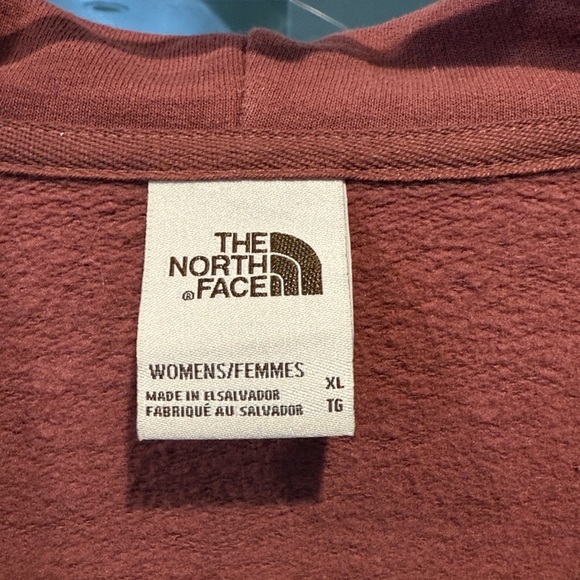 THE
NORTH
® FACE
WOMENS/FEMMES XL
MADE IN ELSALVADOR
FABRIQUÉ AU SALVADOR TG